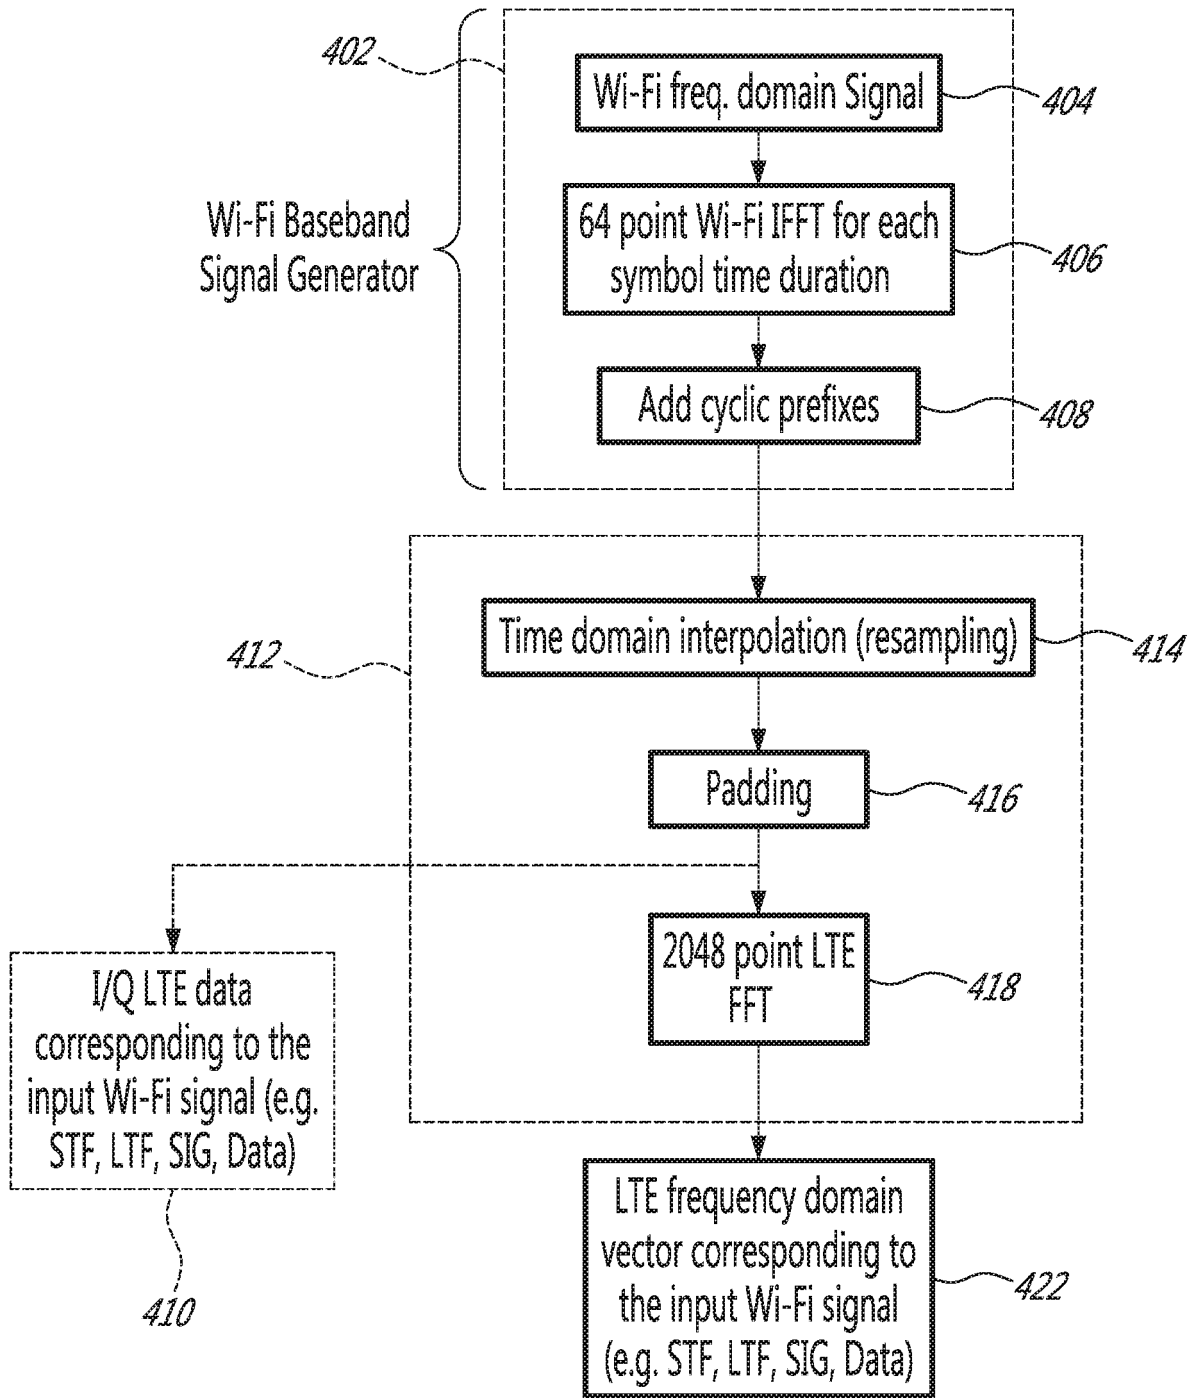 402
Wi-Fi freq. domain Signal
404
Wi-Fi Baseband
Signal Generator
64 point Wi-Fi IFFT for each
symbol time duration
406
Add cyclic prefixes
408
412
Time domain interpolation (resampling)
414
Padding
416
2048 point LTE
FFT
418
I/Q LTE data
corresponding to the
input Wi-Fi signal (e.g.
STF, LTF, SIG, Data)
410
LTE frequency domain
vector corresponding to
the input Wi-Fi signal
(e.g. STF, LTF, SIG, Data)
422